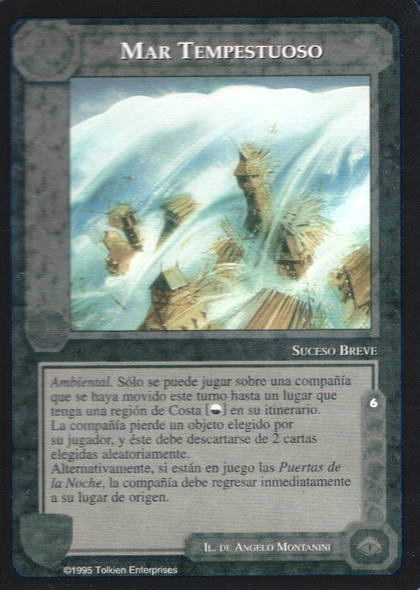 MAR TEMPESTUOSO
SUCESO BREVE
Ambiental. Sólo se puede jugar sobre una compañía
que se haya movido este turno hasta un lugar que
tenga una región de Costa [] en su itinerario.
La compañía pierde un objeto elegido por
su jugador, y éste debe descartarse de 2 cartas
elegidas aleatoriamente.
Alternativamente, si están en juego las Puertas de
la Noche, la compañía debe regresar inmediatamente
a su lugar de origen.
6
IL. DE ANGELO MONTANINI
©1995 Tolkien Enterprises